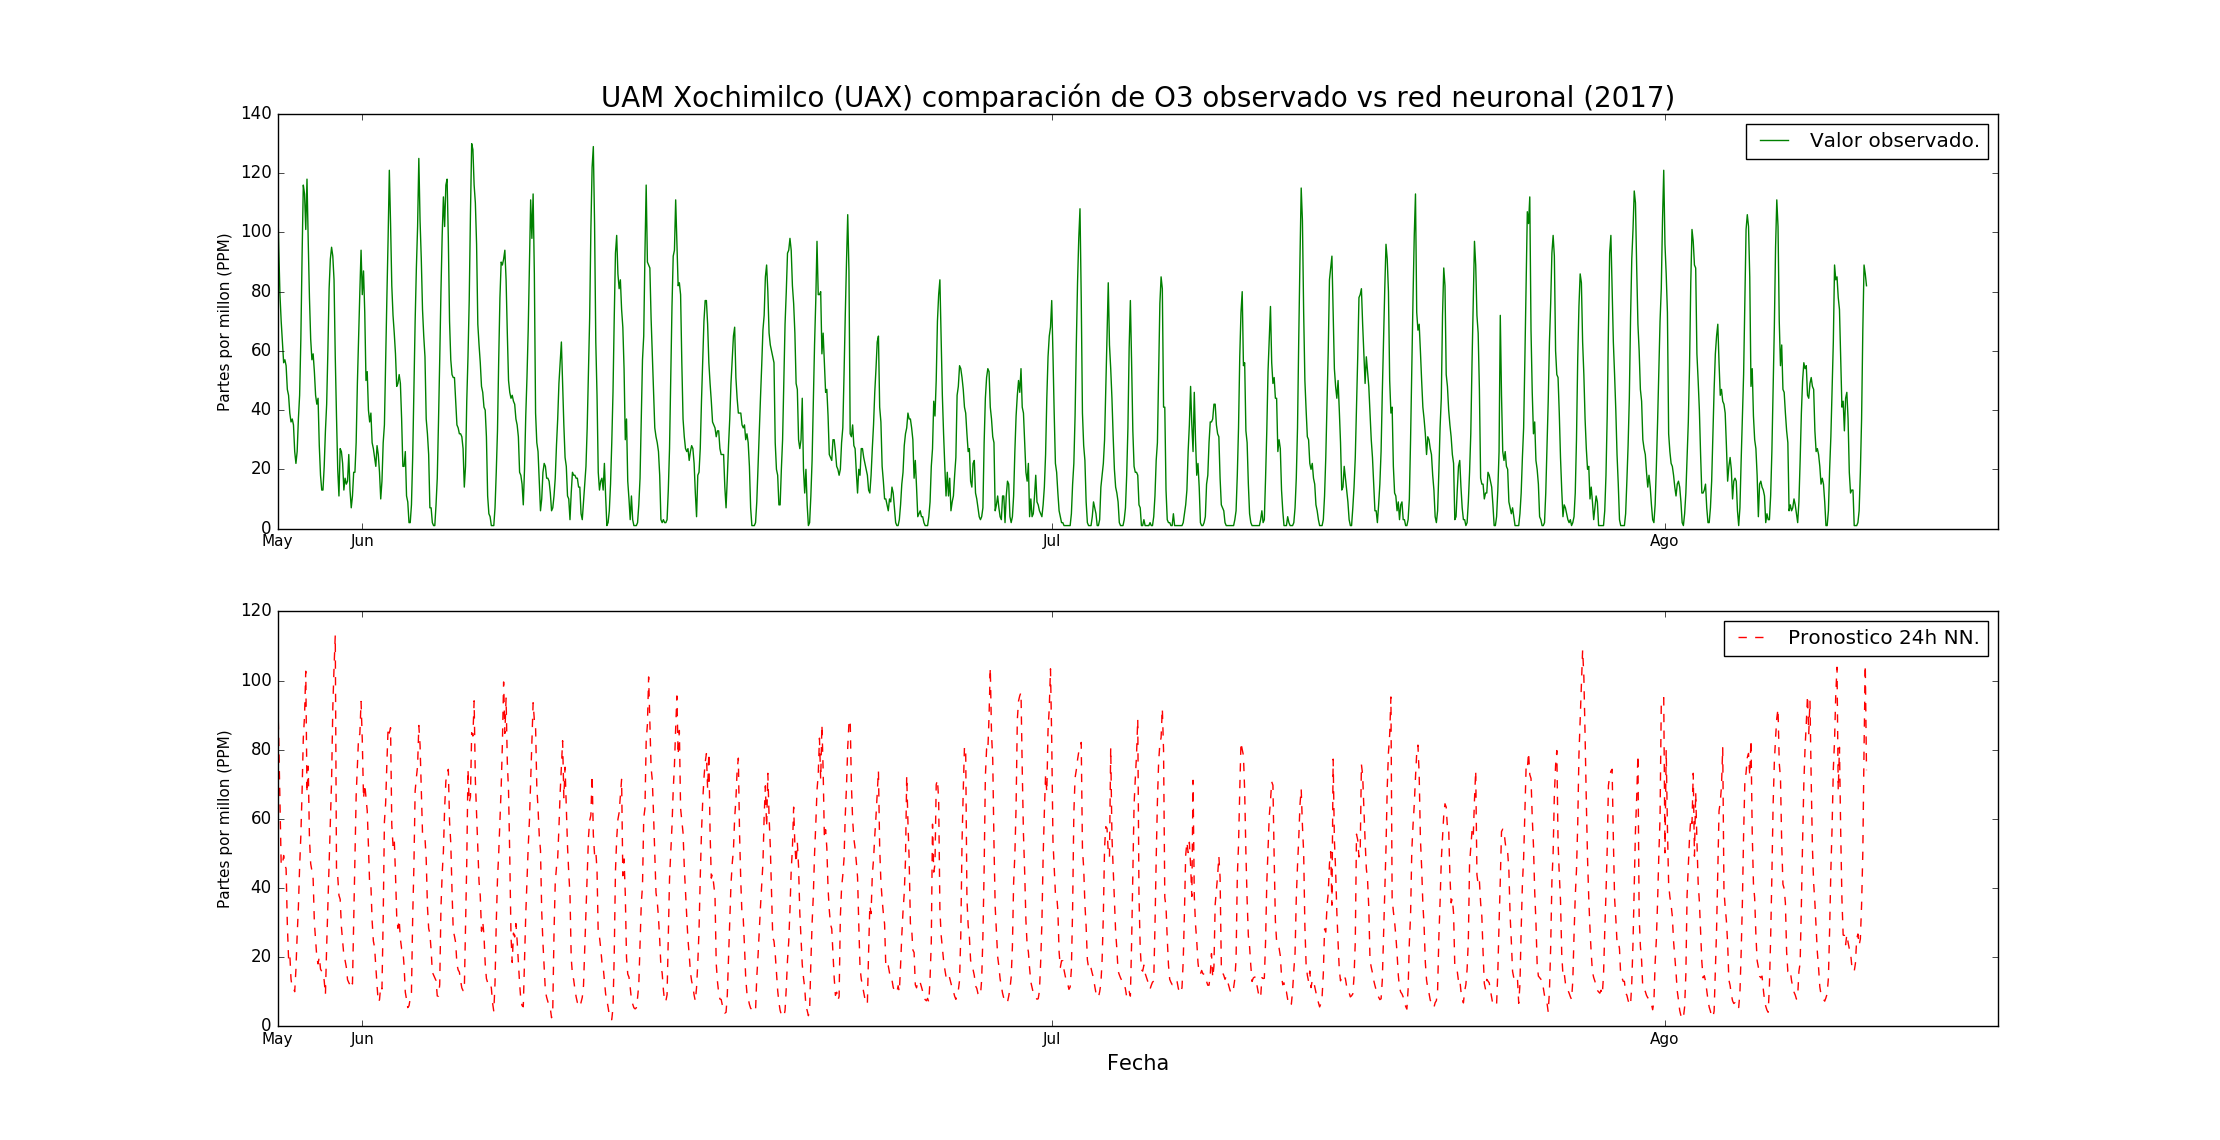 UAM Xochimilco (UAX) comparación de O3 observado vs red neuronal (2017)
140
120
100
80
60
40
20
0
Partes por millon (PPM)
Valor observado.
May Jun Jul Ago
120
100
80
60
40
20
0
Partes por millon (PPM)
Pronostico 24h NN.
May Jun Jul Ago
Fecha